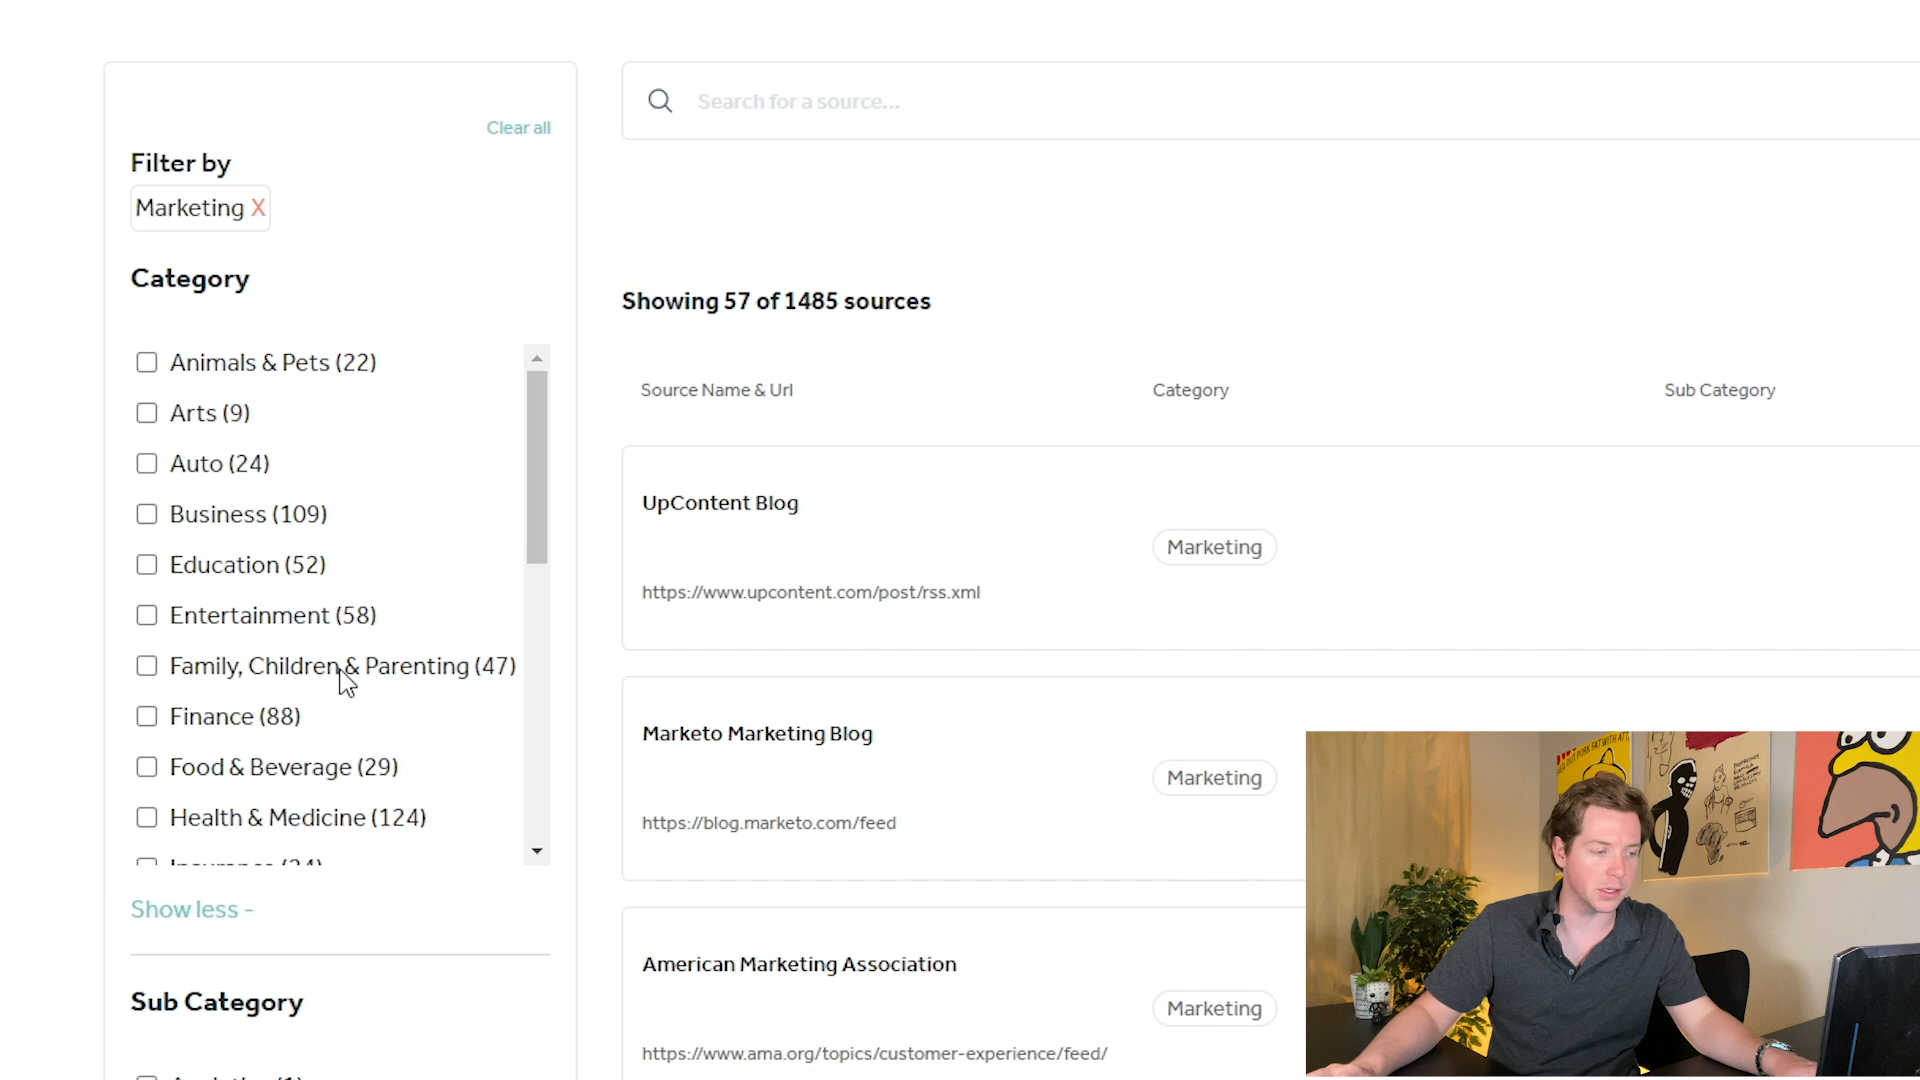 Clear all
Filter by
Marketing X
Category
Animals & Pets (22)
Arts (9)
Auto (24)
Business (109)
Education (52)
Entertainment (58)
Family, Children & Parenting (47)
Finance (88)
Food & Beverage (29)
Health & Medicine (124)
Show less -
Sub Category
Search for a source...
Showing 57 of 1485 sources
Source Name & Url
Category
Sub Category
UpContent Blog
Marketing
https://www.upcontent.com/post/rss.xml
Marketo Marketing Blog
Marketing
https://blog.marketo.com/feed
American Marketing Association
Marketing
https://www.ama.org/topics/customer-experience/feed/